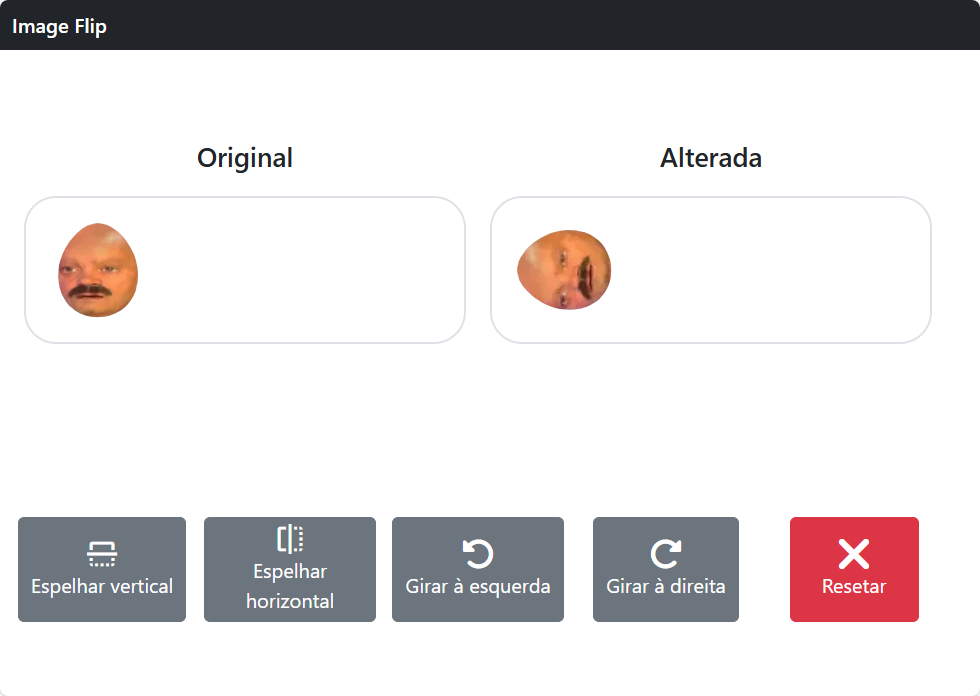 Image Flip
Original
Alterada
Espelhar vertical
Espelhar
horizontal
Girar à esquerda
Girar à direita
Resetar